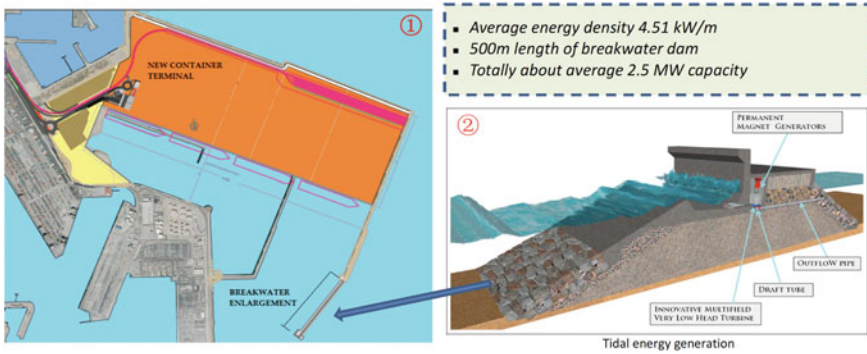 ①
NEW CONTAINER
TERMINAL
BREAKWATER
ENLARGEMENT
▪ Average energy density 4.51 kW/m
▪ 500m length of breakwater dam
▪ Totally about average 2.5 MW capacity
②
PERMANENT
MAGNET GENERATORS
OUTFLOW PIPE
DRAFT TUBE
INNOVATIVE MULTIFIELD
VERY LOW HEAD TURBINE
Tidal energy generation